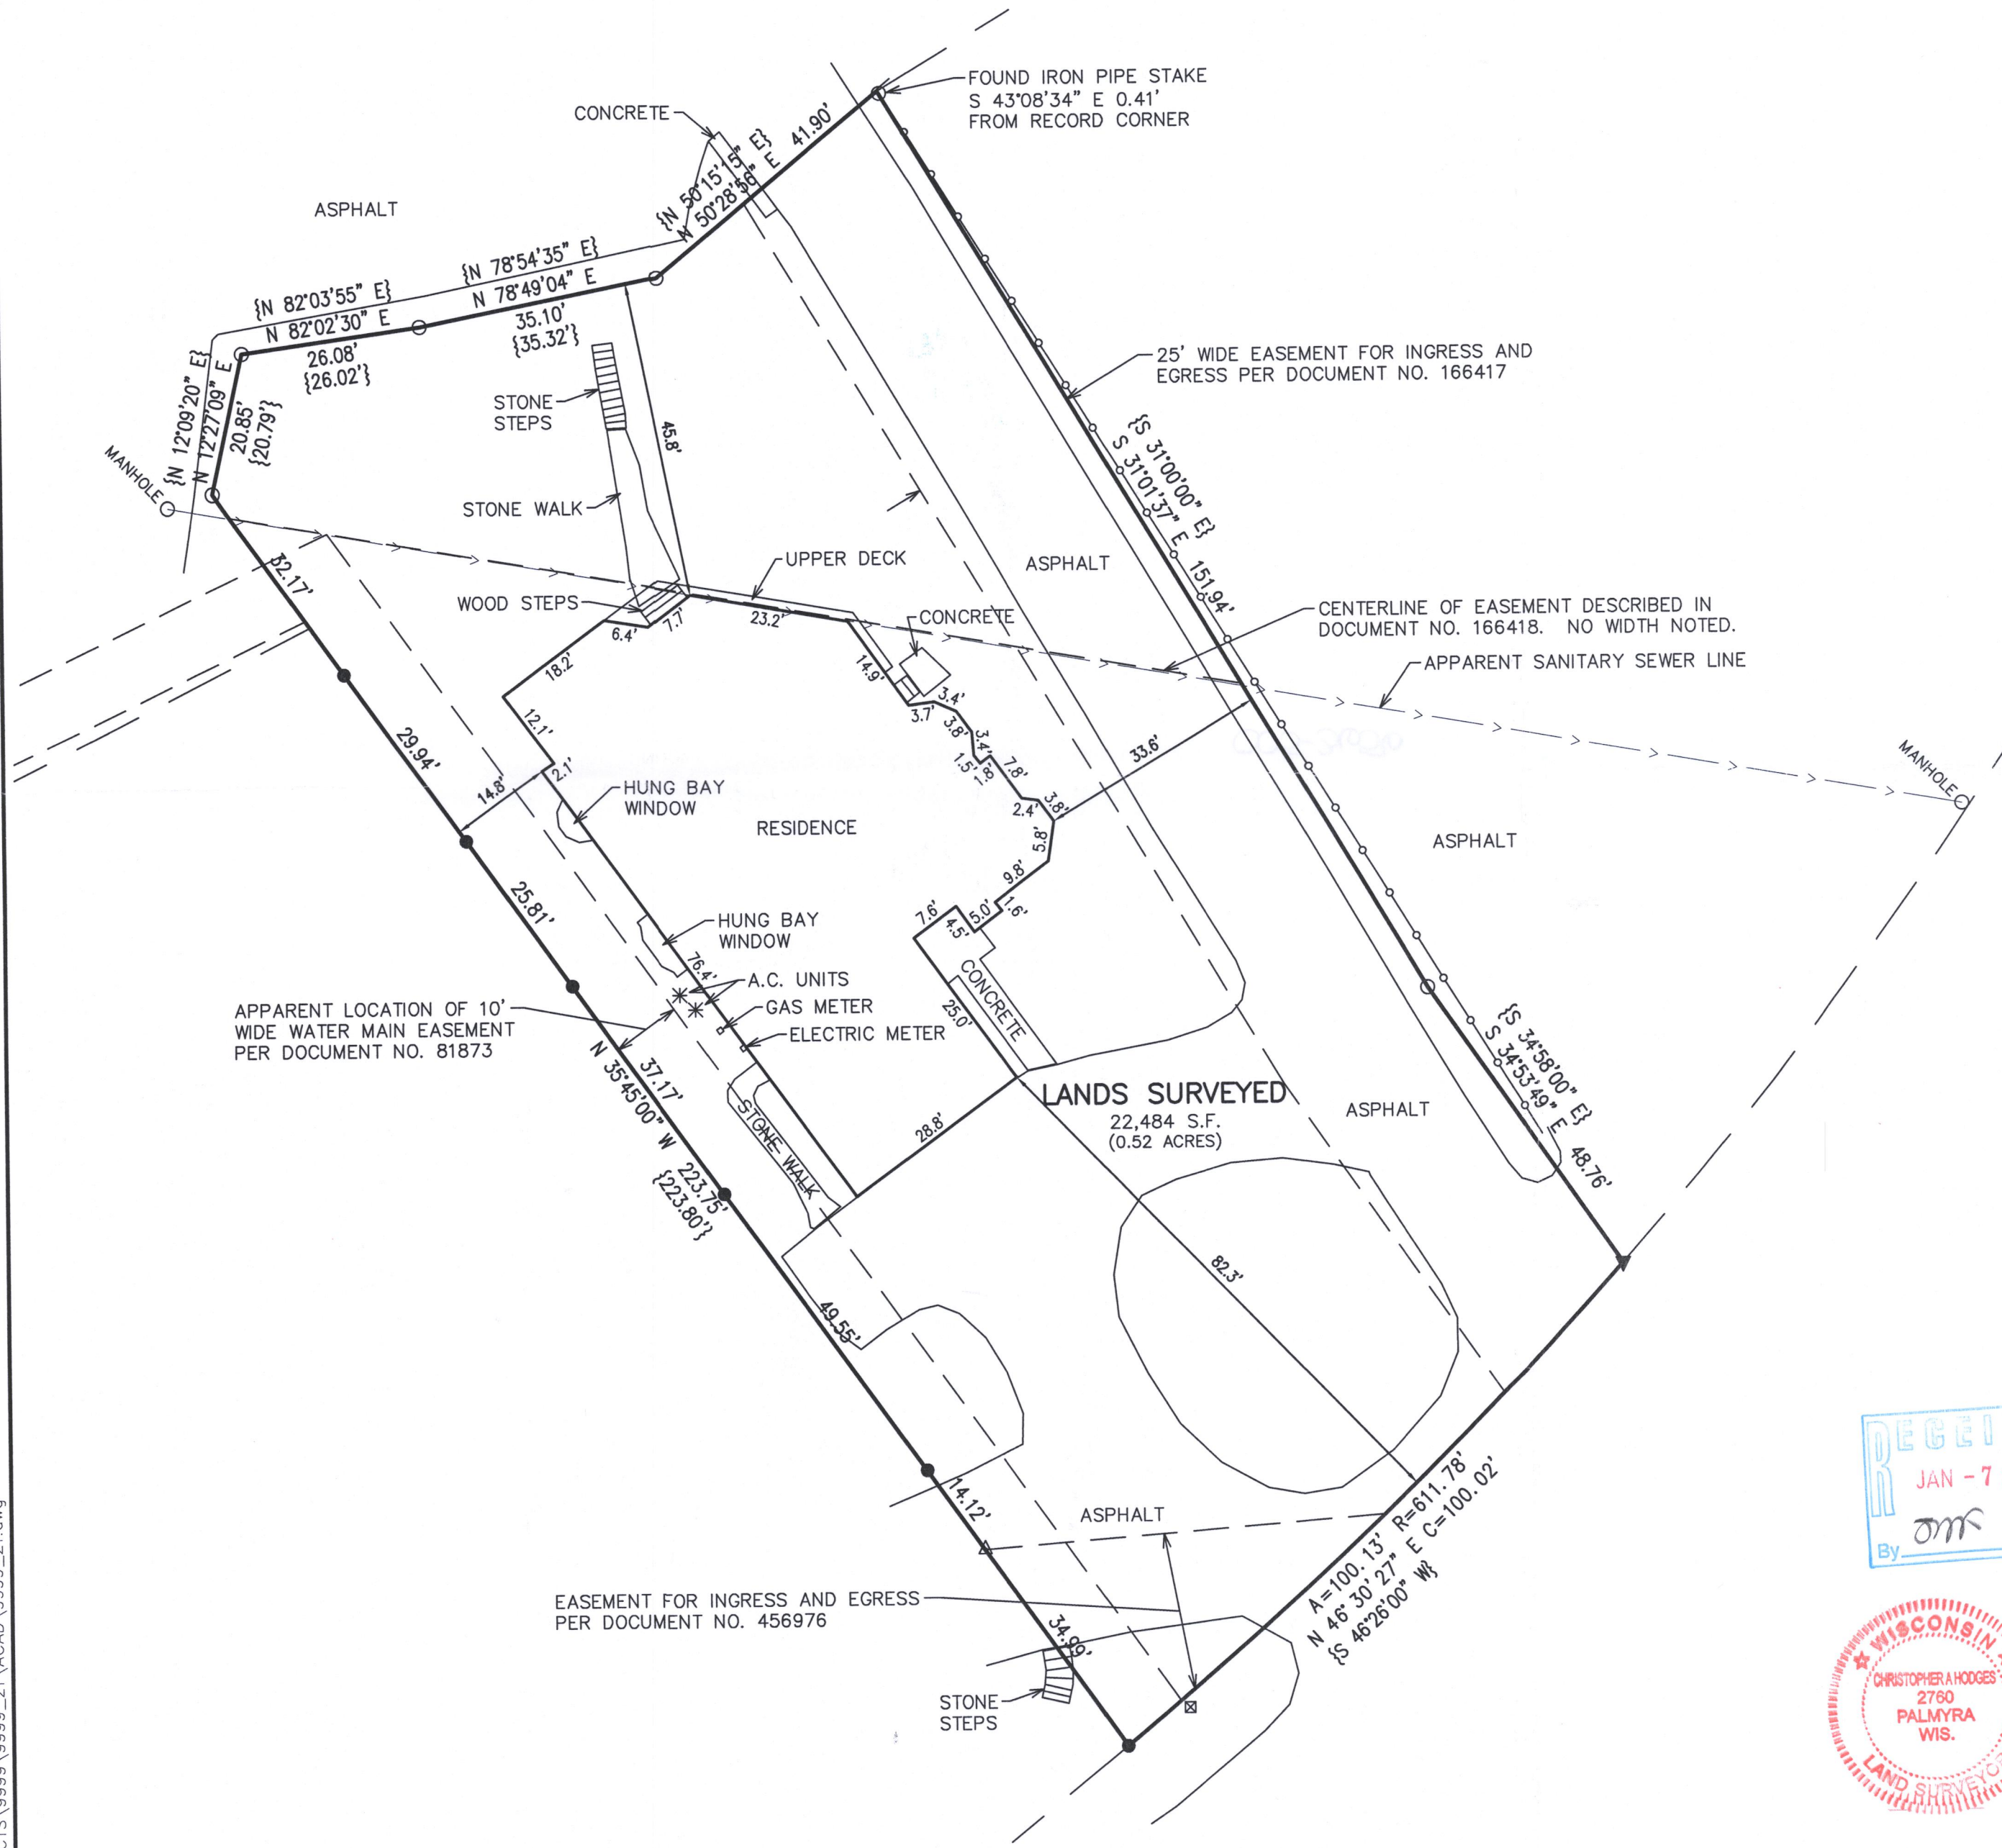 FOUND IRON PIPE STAKE
S 43°08'34" E 0.41'
FROM RECORD CORNER
CONCRETE
{N 50°15'15" E}
N 50°28'56" E 41.90'
ASPHALT
{N 78°54'35" E}
N 78°49'04" E
35.10'
{35.32'}
{N 82°03'55" E}
N 82°02'30" E
26.08'
{26.02'}
{N 12°09'20" E}
N 12°27'09" E
20.85'
{20.79'}
MANHOLE
STONE
STEPS
45.8'
STONE WALK
25' WIDE EASEMENT FOR INGRESS AND
EGRESS PER DOCUMENT NO. 166417
{S 31°00'00" E}
S 31°01'37" E 151.94'
32.17'
UPPER DECK
ASPHALT
WOOD STEPS
6.4'
7.7'
23.2'
CONCRETE
CENTERLINE OF EASEMENT DESCRIBED IN
DOCUMENT NO. 166418. NO WIDTH NOTED.
APPARENT SANITARY SEWER LINE
18.2'
14.9'
3.7'
3.4'
3.8'
3.4'
1.5'
1.8'
7.8'
2.4'
3.8'
5.8'
33.6'
12.1'
2.1'
29.94'
14.8'
HUNG BAY
WINDOW
RESIDENCE
MANHOLE
ASPHALT
9.8'
1.6'
5.0'
4.5'
7.6'
25.81'
HUNG BAY
WINDOW
76.4'
A.C. UNITS
GAS METER
ELECTRIC METER
CONCRETE
25.0'
APPARENT LOCATION OF 10'
WIDE WATER MAIN EASEMENT
PER DOCUMENT NO. 81873
{S 34°58'00" E}
S 34°53'49" E 48.76'
37.17'
N 35°45'00" W 223.75'
{223.80'}
STONE WALK
28.8'
LANDS SURVEYED
22,484 S.F.
(0.52 ACRES)
ASPHALT
82.3'
49.55'
14.12'
ASPHALT
A=100.13' R=611.78'
N 46°30'27" E C=100.02'
{S 46°26'00" W}
EASEMENT FOR INGRESS AND EGRESS
PER DOCUMENT NO. 456976
34.99'
STONE
STEPS
RECEI
JAN - 7
By
WISCONSIN
CHRISTOPHER A HODGES
2760
PALMYRA
WIS.
LAND SURVEYO